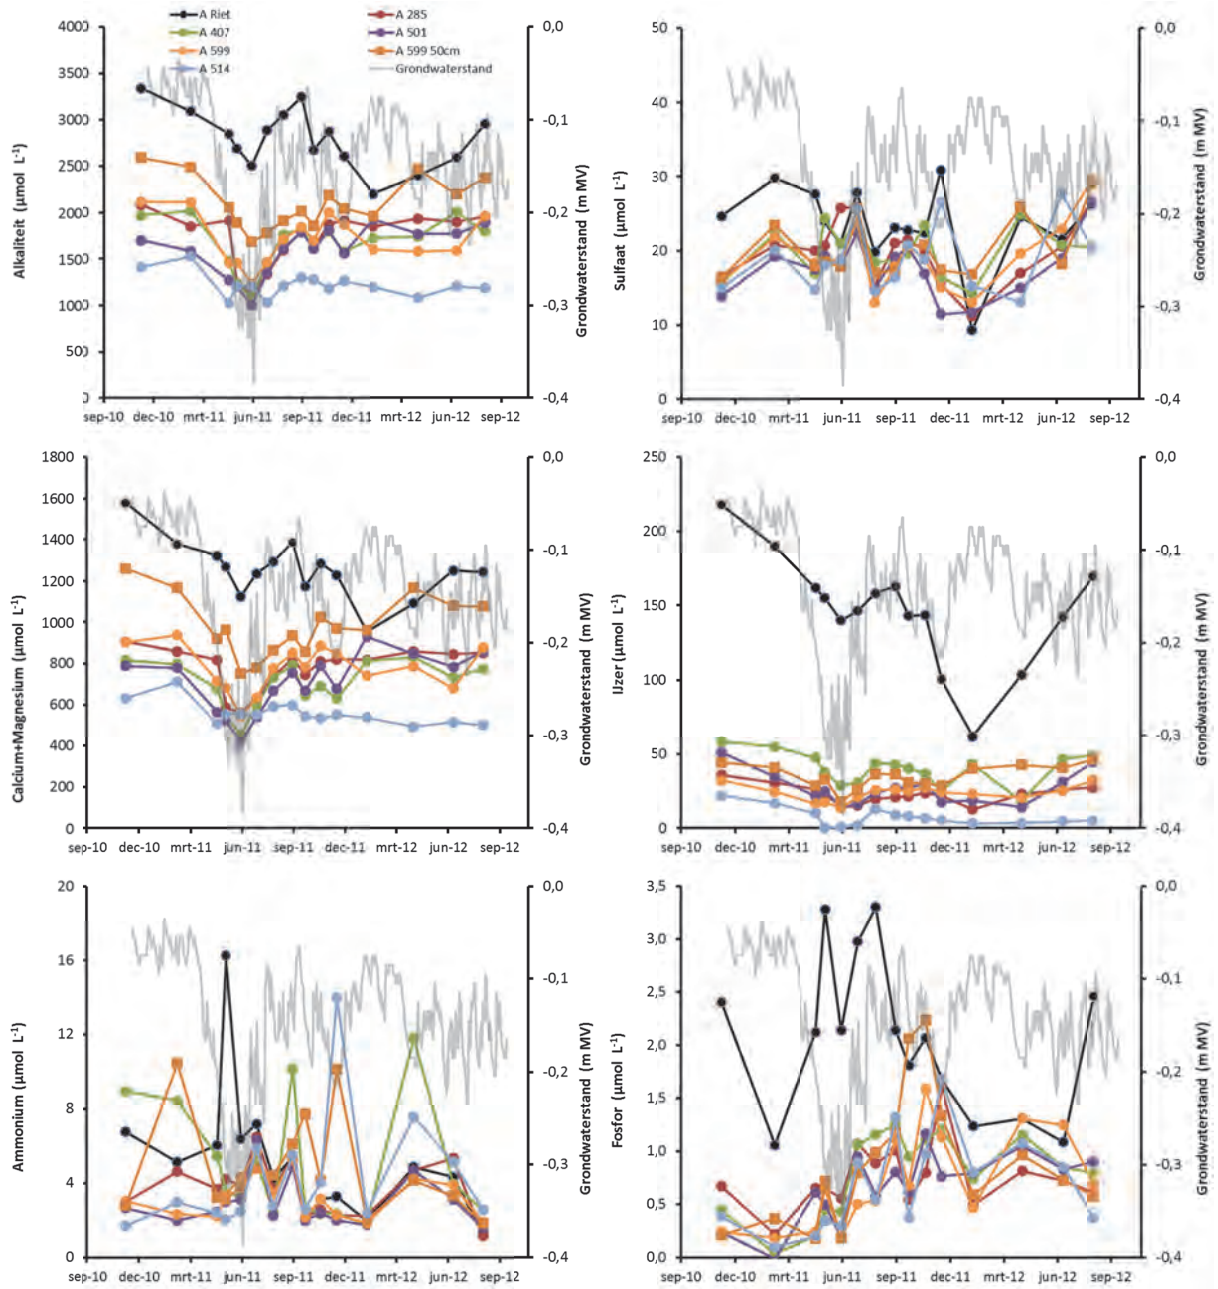 A Riet
A 285
A 407
A 501
A 599
A 599 50cm
A 514
Grondwaterstand
4000
3500
3000
2500
2000
1500
1000
500
0
Alkaliteit (µmol L-1)
0,0
-0,1
-0,2
-0,3
-0,4
Grondwaterstand (m MV)
sep-10 dec-10 mrt-11 jun-11 sep-11 dec-11 mrt-12 jun-12 sep-12
50
40
30
20
10
0
Sulfaat (µmol L-1)
0,0
-0,1
-0,2
-0,3
-0,4
Grondwaterstand (m MV)
sep-10 dec-10 mrt-11 jun-11 sep-11 dec-11 mrt-12 jun-12 sep-12
1800
1600
1400
1200
1000
800
600
400
200
0
Calcium+Magnesium (µmol L-1)
0,0
-0,1
-0,2
-0,3
-0,4
Grondwaterstand (m MV)
sep-10 dec-10 mrt-11 jun-11 sep-11 dec-11 mrt-12 jun-12 sep-12
250
200
150
100
50
0
IJzer (µmol L-1)
0,0
-0,1
-0,2
-0,3
-0,4
Grondwaterstand (m MV)
sep-10 dec-10 mrt-11 jun-11 sep-11 dec-11 mrt-12 jun-12 sep-12
20
16
12
8
4
0
Ammonium (µmol L-1)
0,0
-0,1
-0,2
-0,3
-0,4
Grondwaterstand (m MV)
sep-10 dec-10 mrt-11 jun-11 sep-11 dec-11 mrt-12 jun-12 sep-12
3,5
3,0
2,5
2,0
1,5
1,0
0,5
0,0
Fosfor (µmol L-1)
0,0
-0,1
-0,2
-0,3
-0,4
Grondwaterstand (m MV)
sep-10 dec-10 mrt-11 jun-11 sep-11 dec-11 mrt-12 jun-12 sep-12